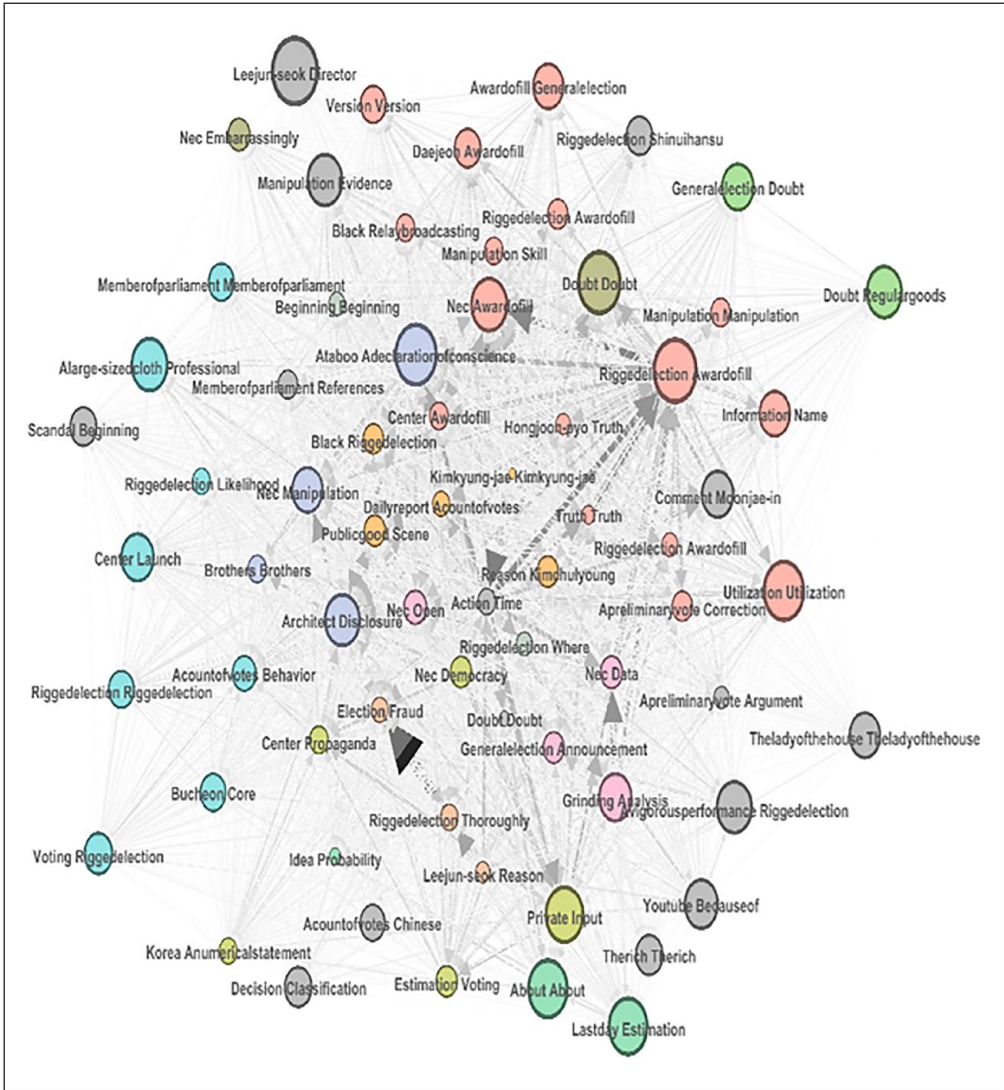 Leejun-seok Director
Awardofill Generalelection
Version Version
Nec Embarrassingly
Riggedelection Shinuihansu
Daejeon Awardofill
Manipulation Evidence
Generalelection Doubt
Riggedelection Awardofill
Black Relaybroadcasting
Manipulation Skill
Memberofparliament Memberofparliament
Doubt Doubt
Doubt Regulargoods
Beginning Beginning
Nec Awardofill
Manipulation Manipulation
Ataboo Adeclarationofconscience
Alarge-sizedcloth Professional
Riggedelection Awardofill
Memberofparliament References
Center Awardofill
Information Name
Scandal Beginning
Hongjoon-pyo Truth
Black Riggedelection
Kimkyung-jae Kimkyung-jae
Riggedelection Likelihood
Nec Manipulation
Comment Moonjae-in
Dailyreport Acountofvotes
Truth Truth
Publicgood Scene
Riggedelection Awardofill
Center Launch
Brothers Brothers
Reason Kimchulyoung
Utilization Utilization
Action Time
Nec Open
Apreliminaryvote Correction
Architect Disclosure
Riggedelection Where
Nec Democracy
Nec Data
Acountofvotes Behavior
Riggedelection Riggedelection
Apreliminaryvote Argument
Election Fraud
Doubt Doubt
Center Propaganda
Generalelection Announcement
Theladyofthehouse Theladyofthehouse
Bucheon Core
Grinding Analysis
Avigorousperformance Riggedelection
Riggedelection Thoroughly
Voting Riggedelection
Idea Probability
Leejun-seok Reason
Youtube Becauseof
Private Input
Acountofvotes Chinese
Korea Anumericalstatement
Therich Therich
Decision Classification
Estimation Voting
About About
Lastday Estimation